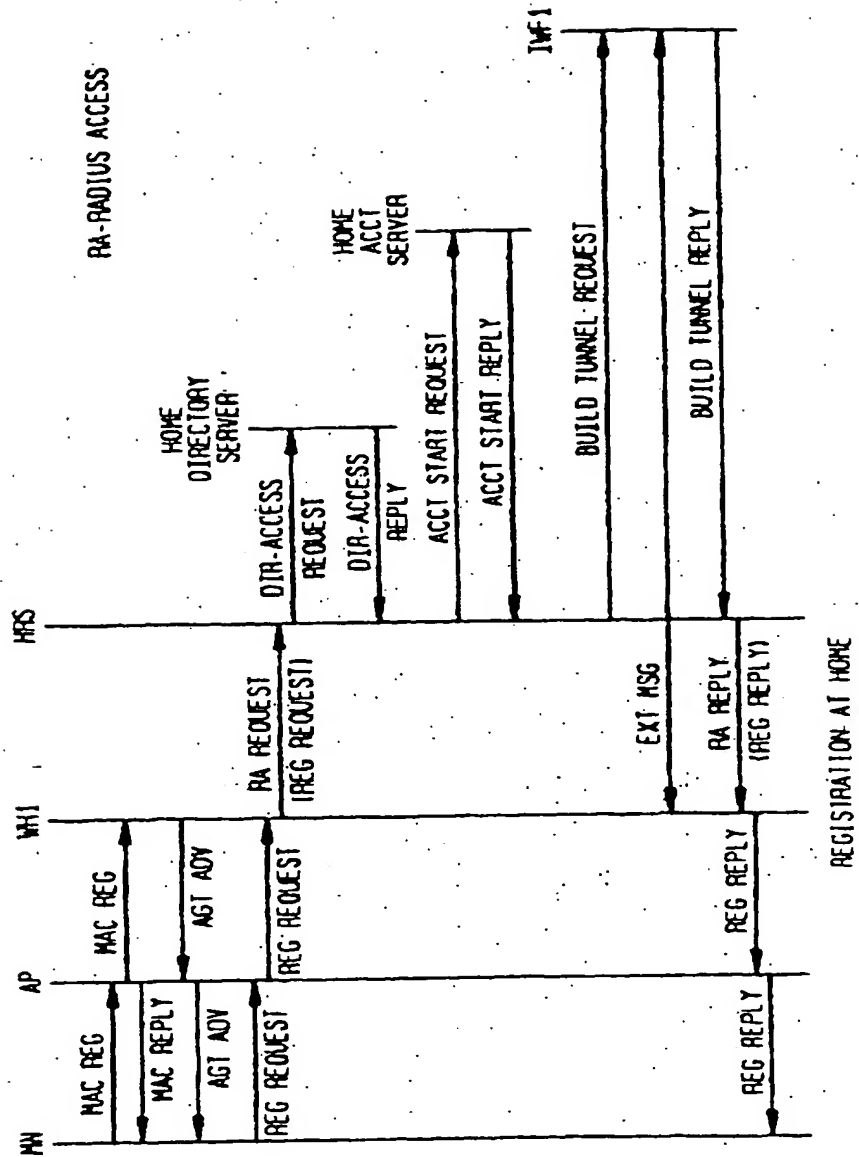 RA-RADIUS ACCESS
MN
AP
WH1
MRS
HOME
DIRECTORY
SERVER
HOME
ACCT
SERVER
IWF1
MAC REG
MAC REG
MAC REPLY
AGT ADV
AGT ADV
REG REQUEST
REG REQUEST
RA REQUEST
(REG REQUEST)
DIR-ACCESS
REQUEST
DIR-ACCESS
REPLY
ACCT START REQUEST
ACCT START REPLY
BUILD TUNNEL REQUEST
EXT MSG
BUILD TUNNEL REPLY
RA REPLY
(REG REPLY)
REG REPLY
REG REPLY
REGISTRATION AT HOME